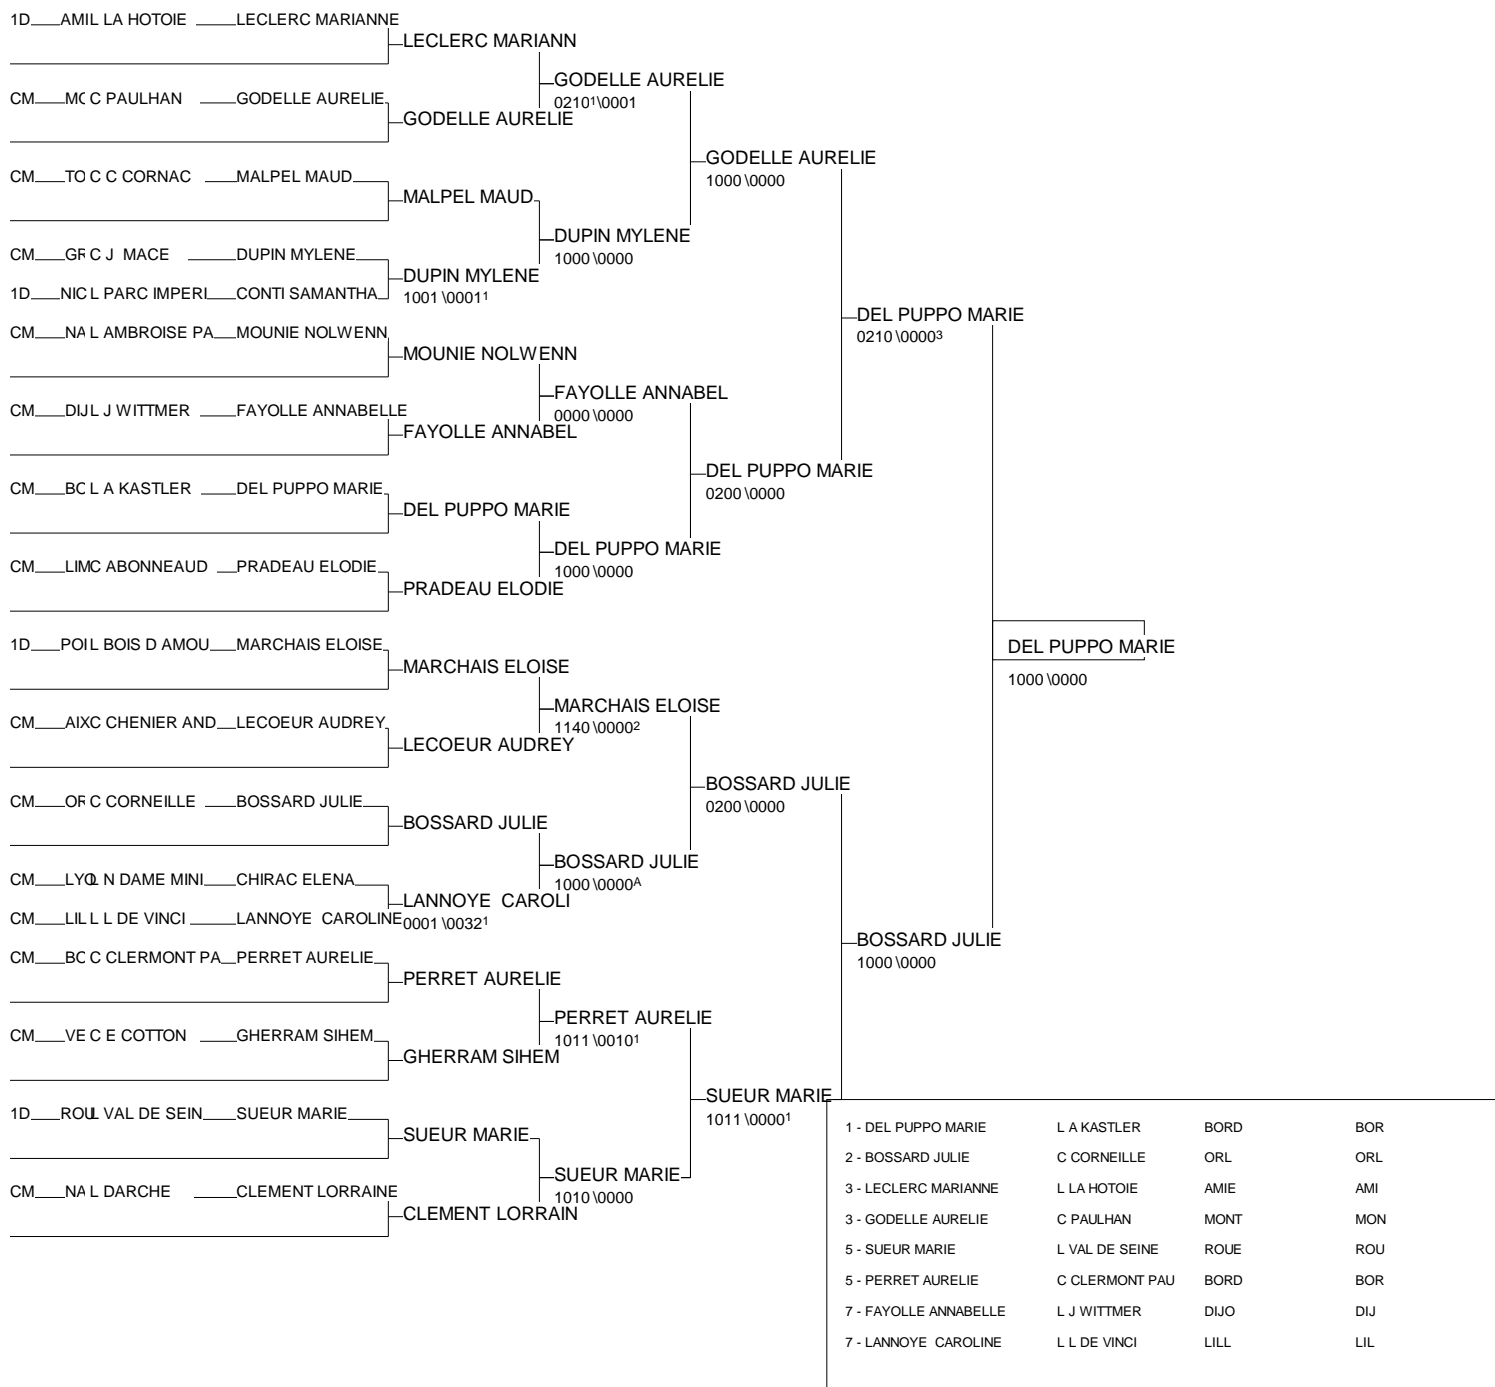 1D AMIL LA HOTOIE LECLERC MARIANNE
LECLERC MARIANN
GODELLE AURELIE
0210¹\0001
CM MC C PAULHAN GODELLE AURELIE
GODELLE AURELIE
GODELLE AURELIE
1000\0000
CM TO C C CORNAC MALPEL MAUD
MALPEL MAUD
DUPIN MYLENE
1000\0000
CM GR C J MACE DUPIN MYLENE
DUPIN MYLENE
1001\0001¹
1D NIC L PARC IMPERI CONTI SAMANTHA
DEL PUPPO MARIE
0210\0000³
CM NA L AMBROISE PA MOUNIE NOLWENN
MOUNIE NOLWENN
FAYOLLE ANNABEL
0000\0000
CM DIJL J WITTMER FAYOLLE ANNABELLE
FAYOLLE ANNABEL
DEL PUPPO MARIE
0200\0000
CM BC L A KASTLER DEL PUPPO MARIE
DEL PUPPO MARIE
DEL PUPPO MARIE
1000\0000
CM LIMC ABONNEAUD PRADEAU ELODIE
PRADEAU ELODIE
DEL PUPPO MARIE
1000\0000
1D POI L BOIS D AMOU MARCHAIS ELOISE
MARCHAIS ELOISE
MARCHAIS ELOISE
1140\0000²
CM AIXC CHENIER AND LECOEUR AUDREY
LECOEUR AUDREY
BOSSARD JULIE
0200\0000
CM OR C CORNEILLE BOSSARD JULIE
BOSSARD JULIE
BOSSARD JULIE
1000\0000ᴬ
CM LYOL N DAME MINI CHIRAC ELENA
LANNOYE CAROLI
0001\0032¹
CM LIL L L DE VINCI LANNOYE CAROLINE
BOSSARD JULIE
1000\0000
CM BC C CLERMONT PA PERRET AURELIE
PERRET AURELIE
PERRET AURELIE
1011\0010¹
CM VE C E COTTON GHERRAM SIHEM
GHERRAM SIHEM
SUEUR MARIE
1011\0000¹
1D ROUL VAL DE SEIN SUEUR MARIE
SUEUR MARIE
SUEUR MARIE
1010\0000
CM NA L DARCHE CLEMENT LORRAINE
CLEMENT LORRAIN
1 - DEL PUPPO MARIE L A KASTLER BORD BOR
2 - BOSSARD JULIE C CORNEILLE ORL ORL
3 - LECLERC MARIANNE L LA HOTOIE AMIE AMI
3 - GODELLE AURELIE C PAULHAN MONT MON
5 - SUEUR MARIE L VAL DE SEINE ROUE ROU
5 - PERRET AURELIE C CLERMONT PAU BORD BOR
7 - FAYOLLE ANNABELLE L J WITTMER DIJO DIJ
7 - LANNOYE CAROLINE L L DE VINCI LILL LIL